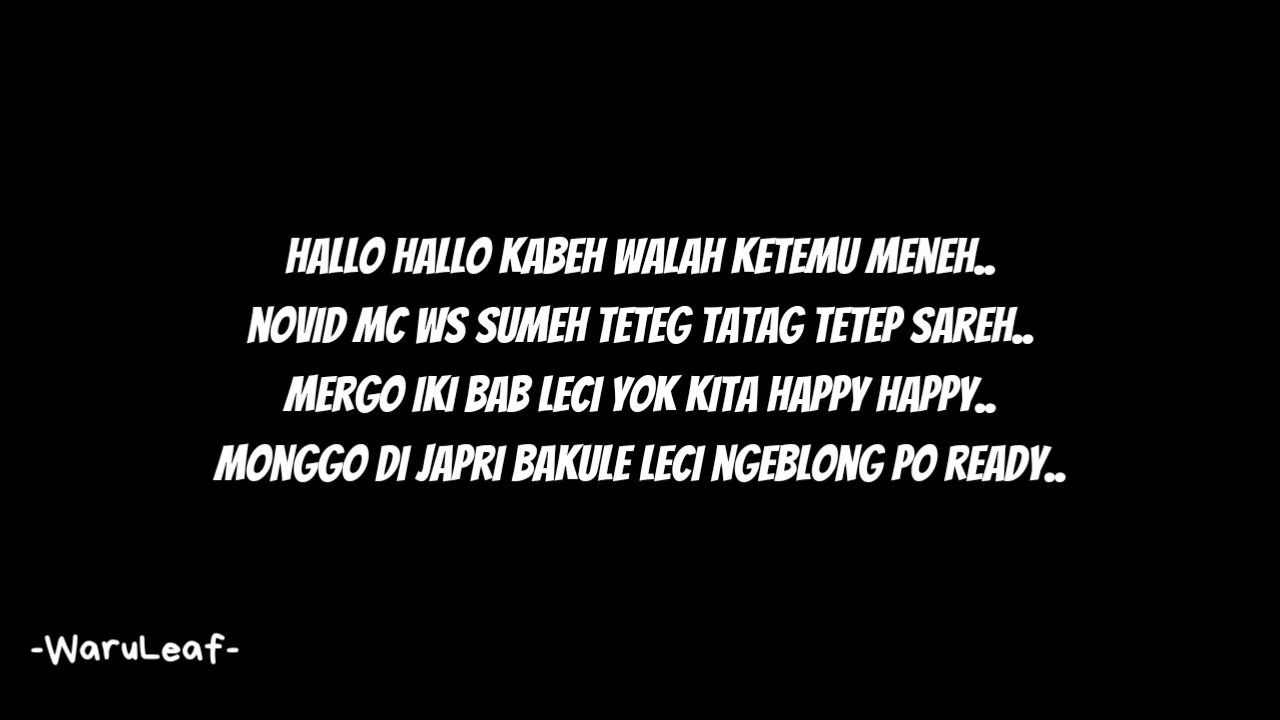 HALLO HALLO KABEH WALAH KETEMU MENEH..
NOVID MC WS SUMEH TETEG TATAG TETEP SAREH..
MERGO IKI BAB LECI YOK KITA HAPPY HAPPY..
MONGGO DI JAPRI BAKULE LECI NGEBLONG PO READY..
-WaruLeaf-